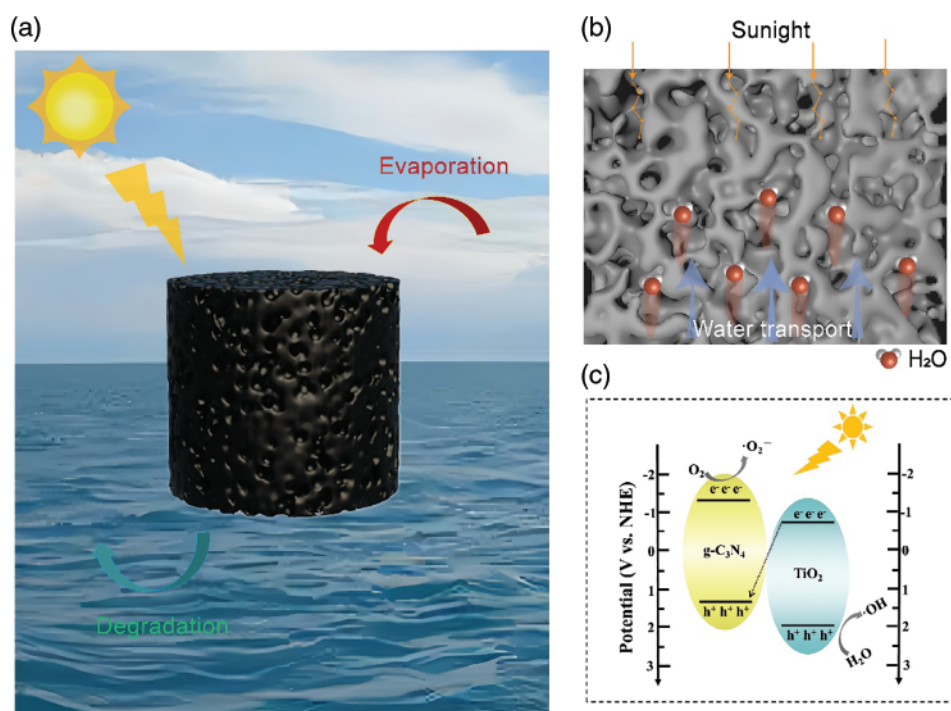 (a)
Evaporation
Degradation
(b)
Sunight
Water transport
H₂O
(c)
·O₂⁻
O₂
-2
-1
0
1
2
3
Potential (V vs. NHE)
e⁻ e⁻ e⁻
g-C₃N₄
h⁺ h⁺ h⁺
e⁻ e⁻ e⁻
TiO₂
h⁺ h⁺ h⁺
·OH
H₂O
-2
-1
0
1
2
3